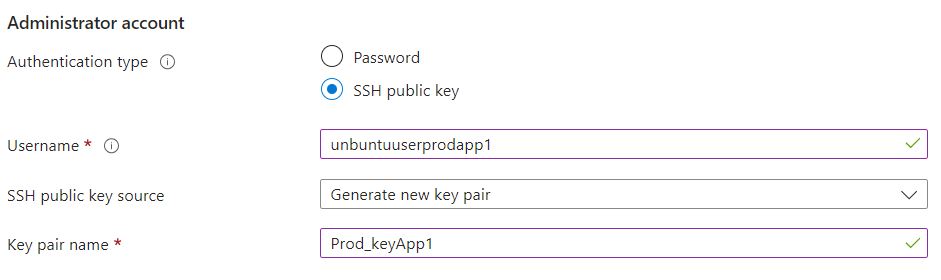 Administrator account
Authentication type
Password
SSH public key
Username *
unbuntuuserprodapp1
SSH public key source
Generate new key pair
Key pair name *
Prod_keyApp1